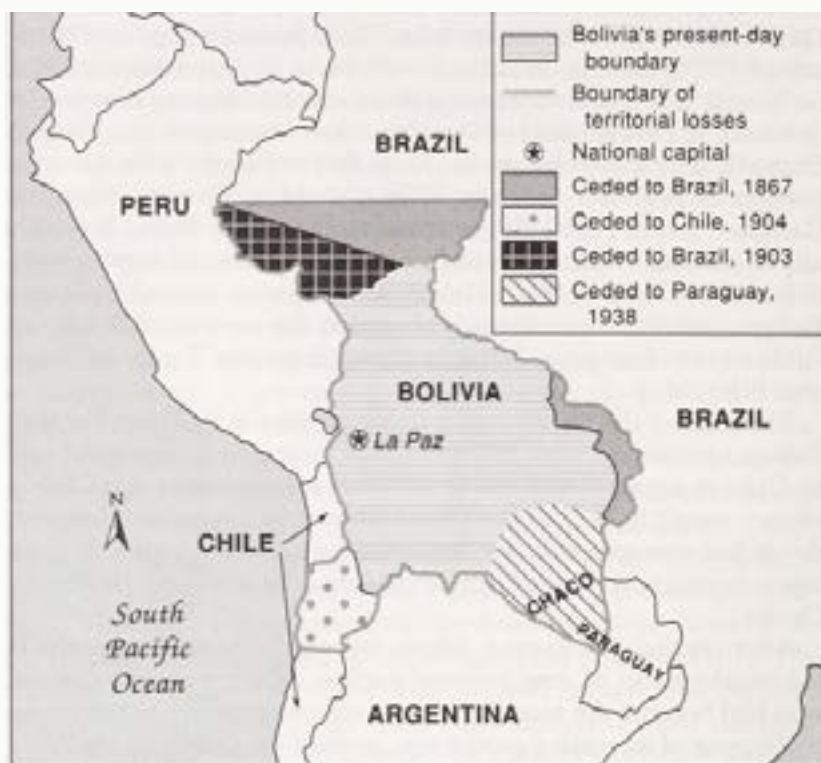 Bolivia's present-day
boundary
Boundary of
territorial losses
National capital
Ceded to Brazil, 1867
Ceded to Chile, 1904
Ceded to Brazil, 1903
Ceded to Paraguay,
1938
BRAZIL
PERU
BOLIVIA
BRAZIL
La Paz
N
CHILE
CHACO
PARAGUAY
South
Pacific
Ocean
ARGENTINA